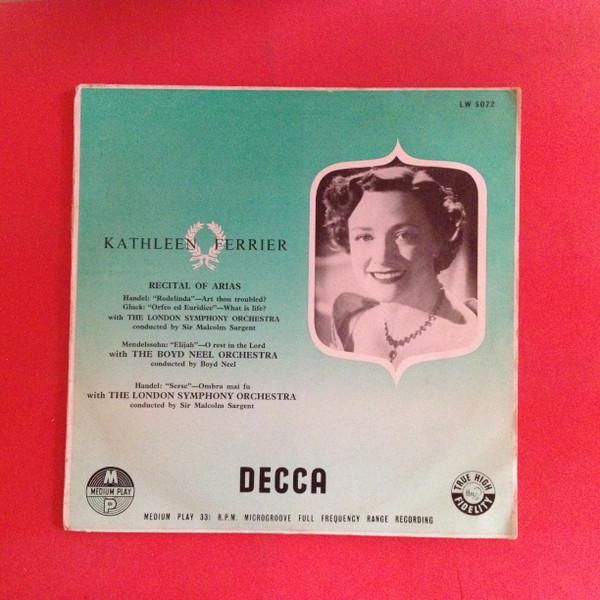 LW 5072
KATHLEEN FERRIER
RECITAL OF ARIAS
Handel: "Rodelinda"—Art thou troubled?
Gluck: "Orfeo ed Euridice"—What is life?
with THE LONDON SYMPHONY ORCHESTRA
conducted by Sir Malcolm Sargent
Mendelssohn: "Elijah"—O rest in the Lord
with THE BOYD NEEL ORCHESTRA
conducted by Boyd Neel
Handel: "Serse"—Ombra mai fu
with THE LONDON SYMPHONY ORCHESTRA
conducted by Sir Malcolm Sargent
M
MEDIUM PLAY
P
DECCA
TRUE HIGH
FIDELITY
MEDIUM PLAY 33⅓ R.P.M. MICROGROOVE FULL FREQUENCY RANGE RECORDING